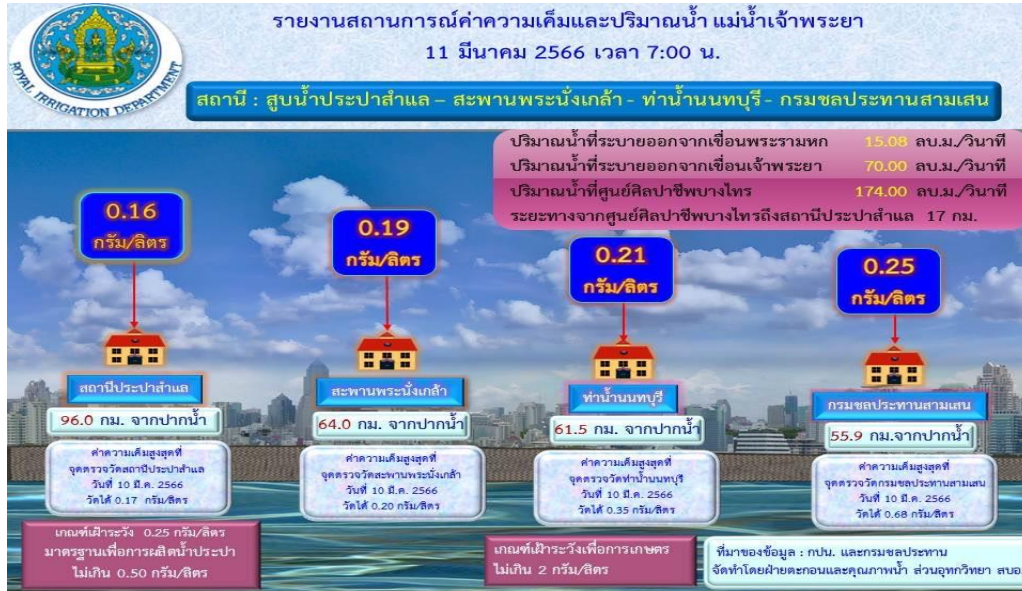 รายงานสถานการณ์ค่าความเค็มและปริมาณน้ำ แม่น้ำเจ้าพระยา
11 มีนาคม 2566 เวลา 7:00 น.
ROYAL IRRIGATION DEPARTMENT
สถานี : สูบน้ำประปาสำแล – สะพานพระนั่งเกล้า - ท่าน้ำนนทบุรี - กรมชลประทานสามเสน
ปริมาณน้ำที่ระบายออกจากเขื่อนพระรามหก 15.08 ลบ.ม./วินาที
ปริมาณน้ำที่ระบายออกจากเขื่อนเจ้าพระยา 70.00 ลบ.ม./วินาที
ปริมาณน้ำที่ศูนย์ศิลปาชีพบางไทร 174.00 ลบ.ม./วินาที
ระยะทางจากศูนย์ศิลปาชีพบางไทรถึงสถานีประปาสำแล 17 กม.
0.16
กรัม/ลิตร
สถานีประปาสำแล
96.0 กม. จากปากน้ำ
ค่าความเค็มสูงสุดที่
จุดตรวจวัดสถานีประปาสำแล
วันที่ 10 มี.ค. 2566
วัดได้ 0.17 กรัม/ลิตร
0.19
กรัม/ลิตร
สะพานพระนั่งเกล้า
64.0 กม. จากปากน้ำ
ค่าความเค็มสูงสุดที่
จุดตรวจวัดสะพานพระนั่งเกล้า
วันที่ 10 มี.ค. 2566
วัดได้ 0.20 กรัม/ลิตร
0.21
กรัม/ลิตร
ท่าน้ำนนทบุรี
61.5 กม. จากปากน้ำ
ค่าความเค็มสูงสุดที่
จุดตรวจวัดท่าน้ำนนทบุรี
วันที่ 10 มี.ค. 2566
วัดได้ 0.35 กรัม/ลิตร
0.25
กรัม/ลิตร
กรมชลประทานสามเสน
55.9 กม.จากปากน้ำ
ค่าความเค็มสูงสุดที่
จุดตรวจวัดกรมชลประทานสามเสน
วันที่ 10 มี.ค. 2566
วัดได้ 0.68 กรัม/ลิตร
เกณฑ์เฝ้าระวัง 0.25 กรัม/ลิตร
มาตรฐานเพื่อการผลิตน้ำประปา
ไม่เกิน 0.50 กรัม/ลิตร
เกณฑ์เฝ้าระวังเพื่อการเกษตร
ไม่เกิน 2 กรัม/ลิตร
ที่มาของข้อมูล : กปน. และกรมชลประทาน
จัดทำโดยฝ่ายตะกอนและคุณภาพน้ำ ส่วนอุทกวิทยา สบอ